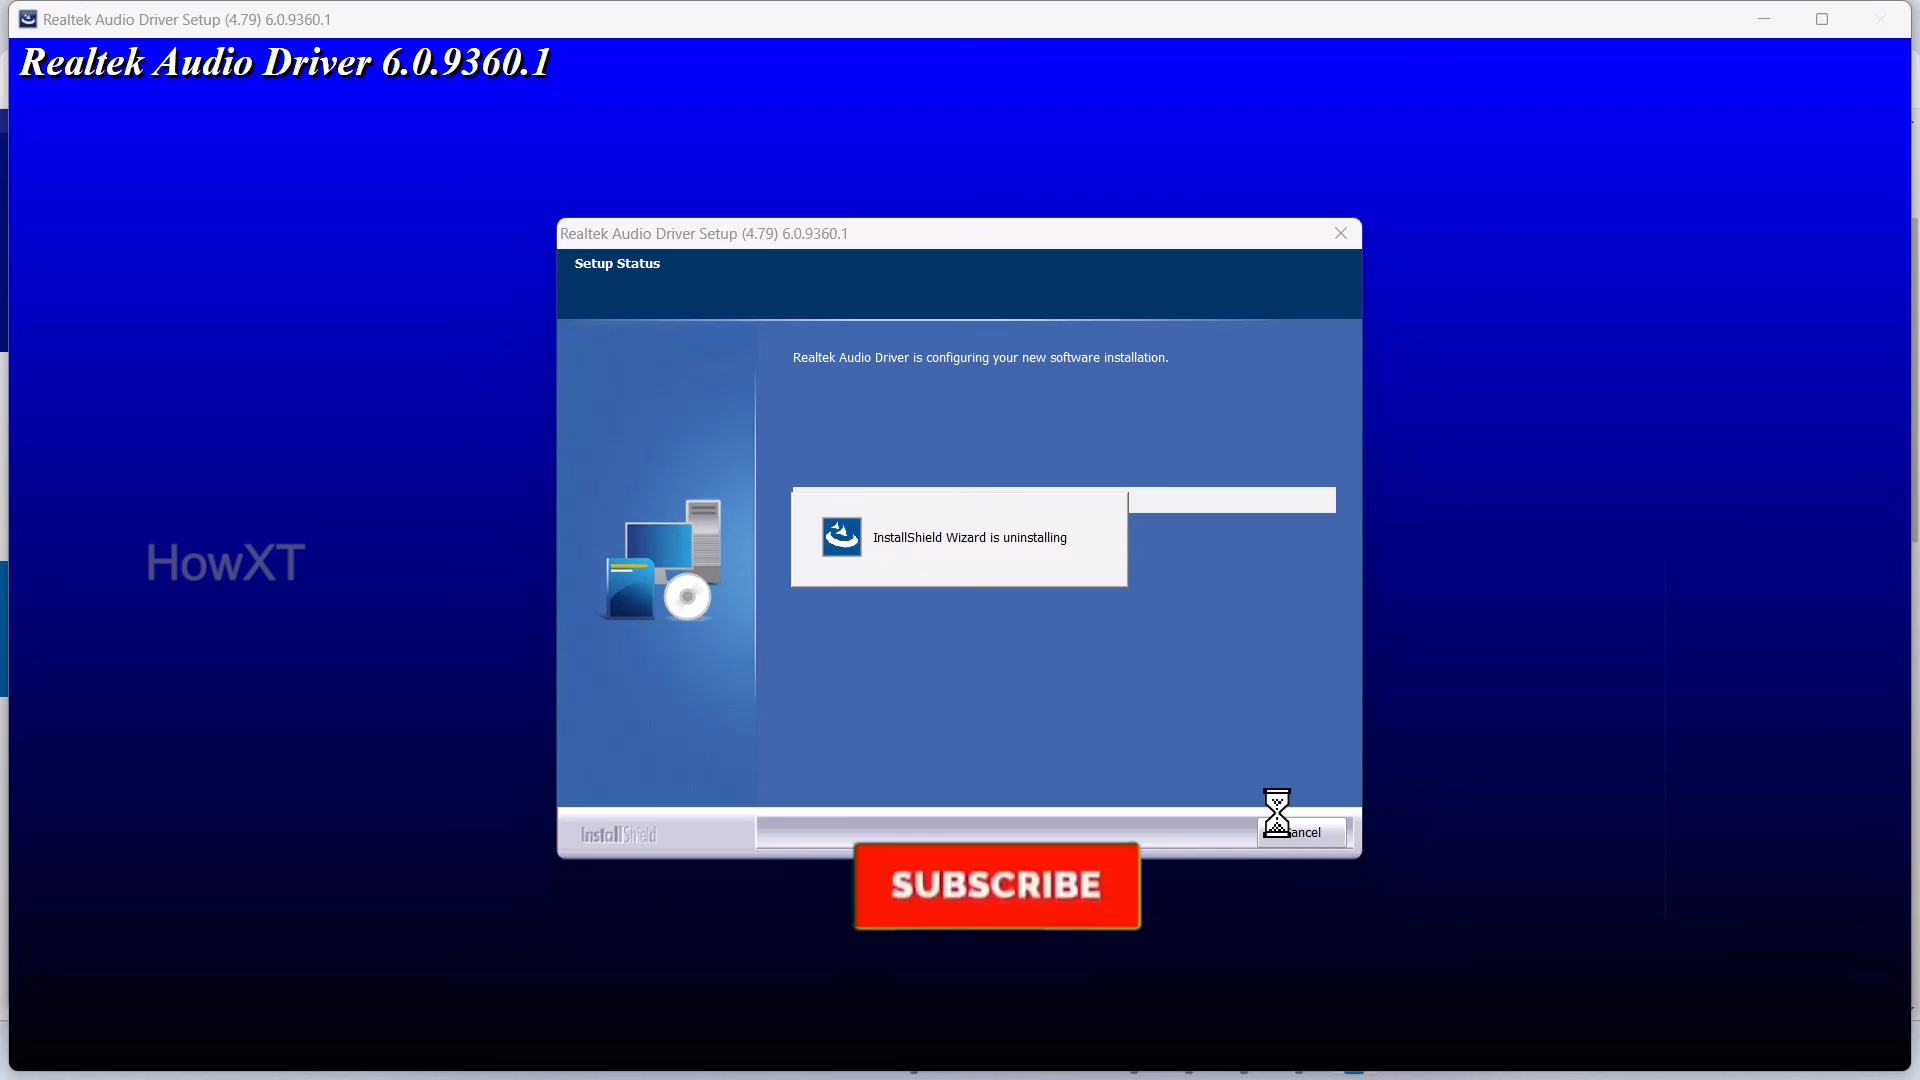 Realtek Audio Driver Setup (4.79) 6.0.9360.1
Realtek Audio Driver 6.0.9360.1
Realtek Audio Driver Setup (4.79) 6.0.9360.1
Setup Status
Realtek Audio Driver is configuring your new software installation.
InstallShield Wizard is uninstalling
HowXT
InstallShield
ancel
SUBSCRIBE